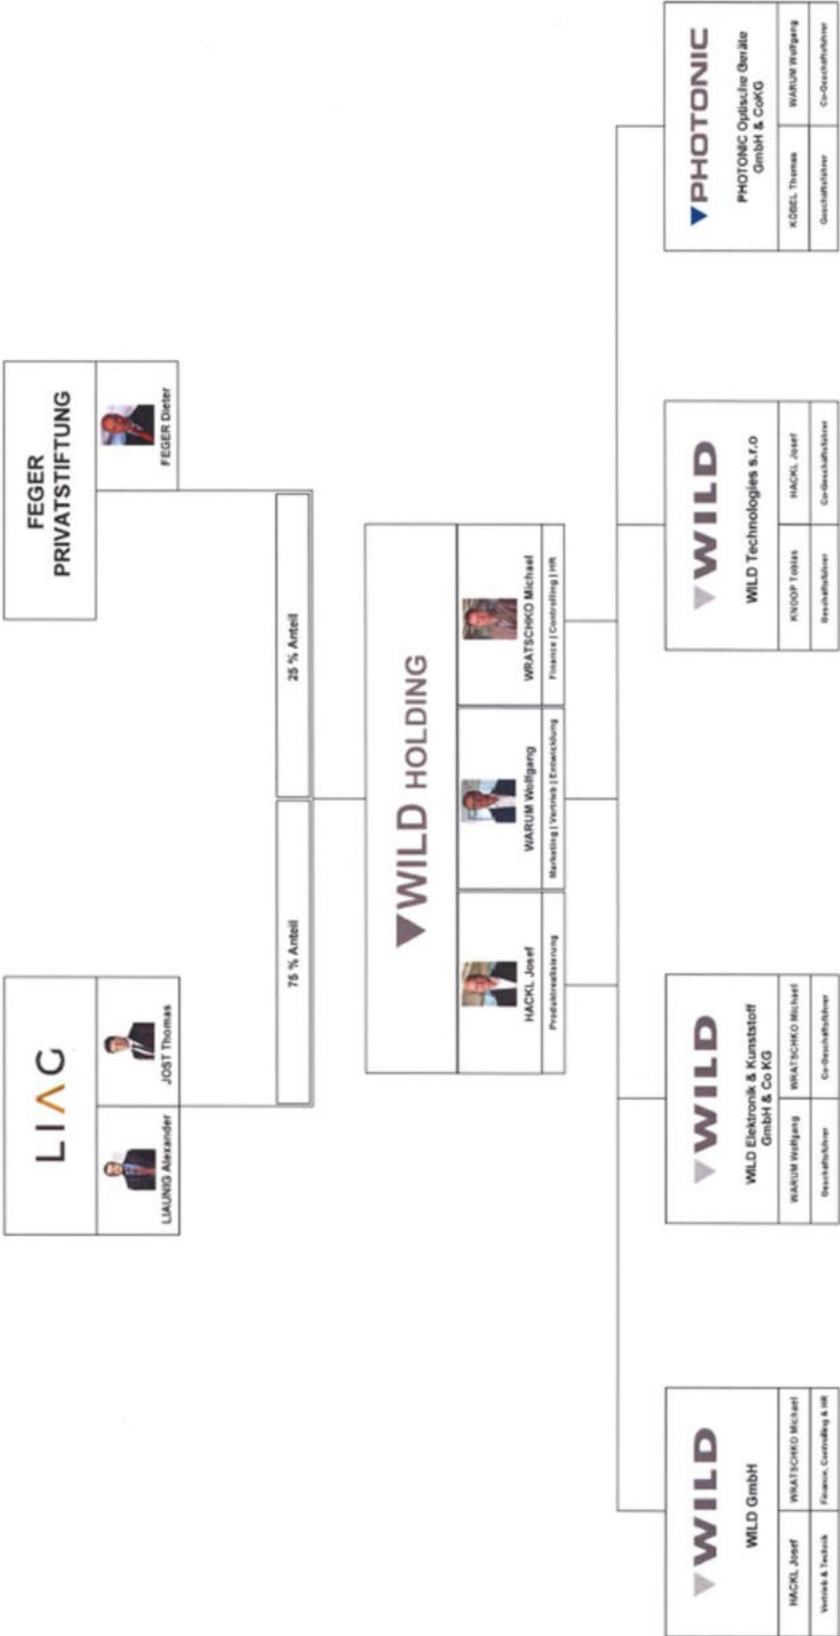 LIAG
LIAUNIG Alexander
JOST Thomas
FEGER
PRIVATSTIFTUNG
FEGER Dieter
75 % Anteil
25 % Anteil
WILD HOLDING
HACKL Josef
WARUM Wolfgang
WRATSCHKO Michael
Produktrealisierung
Marketing | Vertrieb | Entwicklung
Finance | Controlling | HR
WILD
WILD GmbH
HACKL Josef
WRATSCHKO Michael
Vertrieb & Technik
Finance, Controlling & HR
WILD
WILD Elektronik & Kunststoff
GmbH & Co KG
WARUM Wolfgang
WRATSCHKO Michael
Geschäftsführer
Co-Geschäftsführer
WILD
WILD Technologies s.r.o
KNOOP Tobias
HACKL Josef
Geschäftsführer
Co-Geschäftsführer
PHOTONIC
PHOTONIC Optische Geräte
GmbH & CoKG
KOBEL Thomas
WARUM Wolfgang
Geschäftsführer
Co-Geschäftsführer